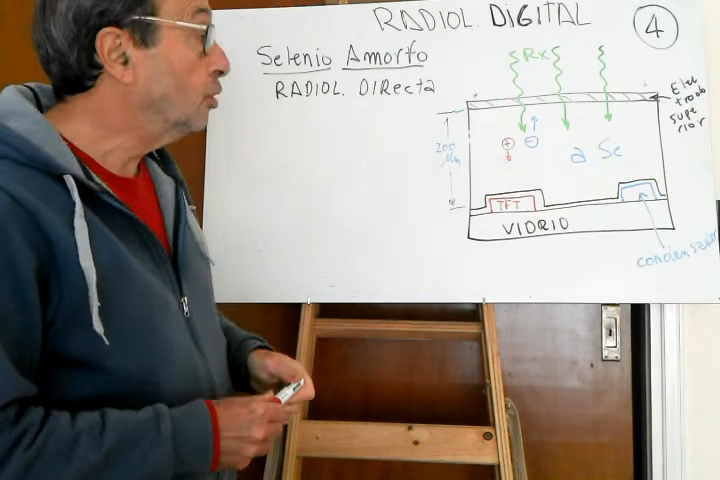 RADIOL. DIGITAL
4
Selenio Amorfo
RADIOL. DIRecta
Rx
+
+
Elec
trodo
supe
rior
200
μm
+
-
a.Se
TFT
VIDRIO
condensador